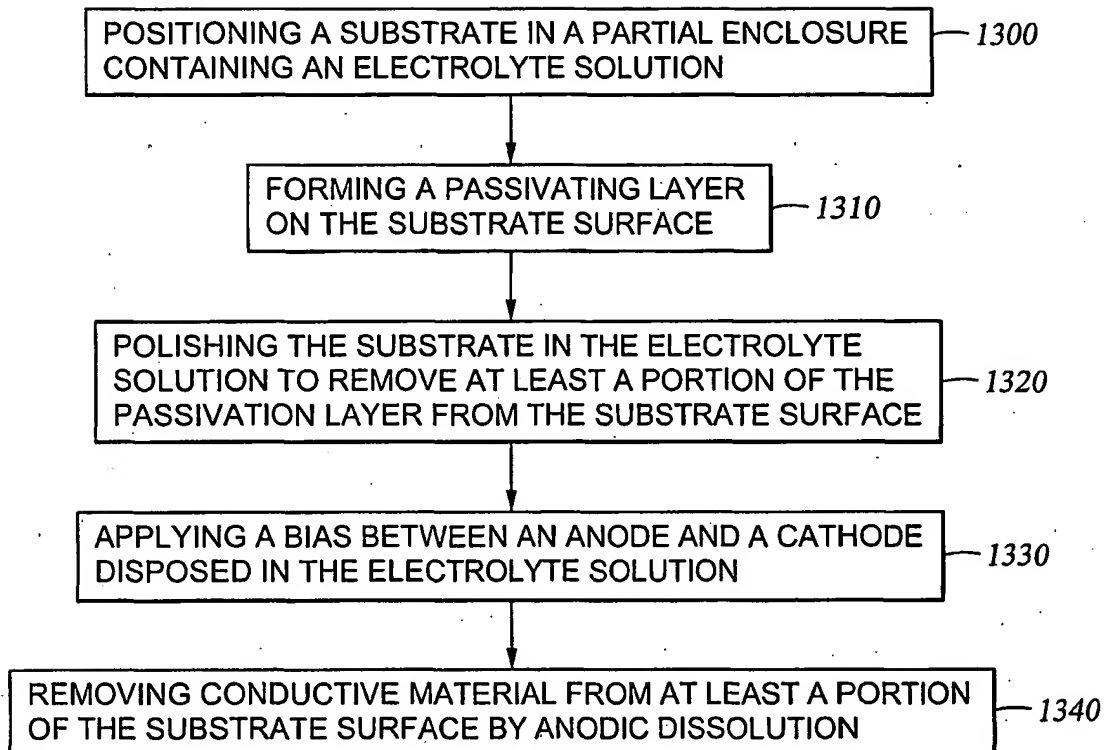 POSITIONING A SUBSTRATE IN A PARTIAL ENCLOSURE
CONTAINING AN ELECTROLYTE SOLUTION
1300
FORMING A PASSIVATING LAYER
ON THE SUBSTRATE SURFACE
1310
POLISHING THE SUBSTRATE IN THE ELECTROLYTE
SOLUTION TO REMOVE AT LEAST A PORTION OF THE
PASSIVATION LAYER FROM THE SUBSTRATE SURFACE
1320
APPLYING A BIAS BETWEEN AN ANODE AND A CATHODE
DISPOSED IN THE ELECTROLYTE SOLUTION
1330
REMOVING CONDUCTIVE MATERIAL FROM AT LEAST A PORTION
OF THE SUBSTRATE SURFACE BY ANODIC DISSOLUTION
1340